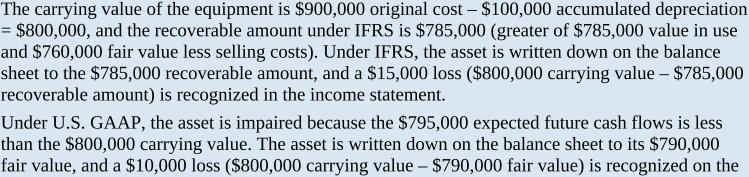 The carrying value of the equipment is $900,000 original cost – $100,000 accumulated depreciation
= $800,000, and the recoverable amount under IFRS is $785,000 (greater of $785,000 value in use
and $760,000 fair value less selling costs). Under IFRS, the asset is written down on the balance
sheet to the $785,000 recoverable amount, and a $15,000 loss ($800,000 carrying value – $785,000
recoverable amount) is recognized in the income statement.
Under U.S. GAAP, the asset is impaired because the $795,000 expected future cash flows is less
than the $800,000 carrying value. The asset is written down on the balance sheet to its $790,000
fair value, and a $10,000 loss ($800,000 carrying value – $790,000 fair value) is recognized on the